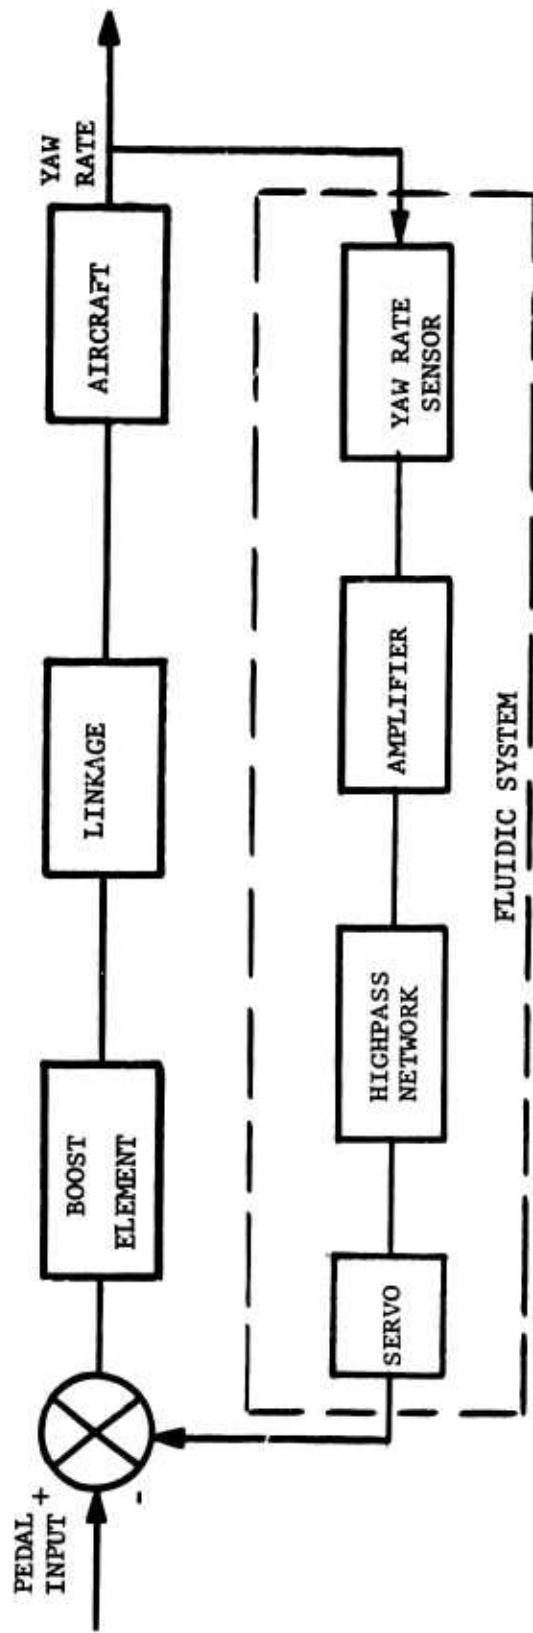 PEDAL
INPUT
+
-
BOOST
ELEMENT
LINKAGE
AIRCRAFT
YAW
RATE
SERVO
HIGHPASS
NETWORK
AMPLIFIER
YAW RATE
SENSOR
FLUIDIC SYSTEM